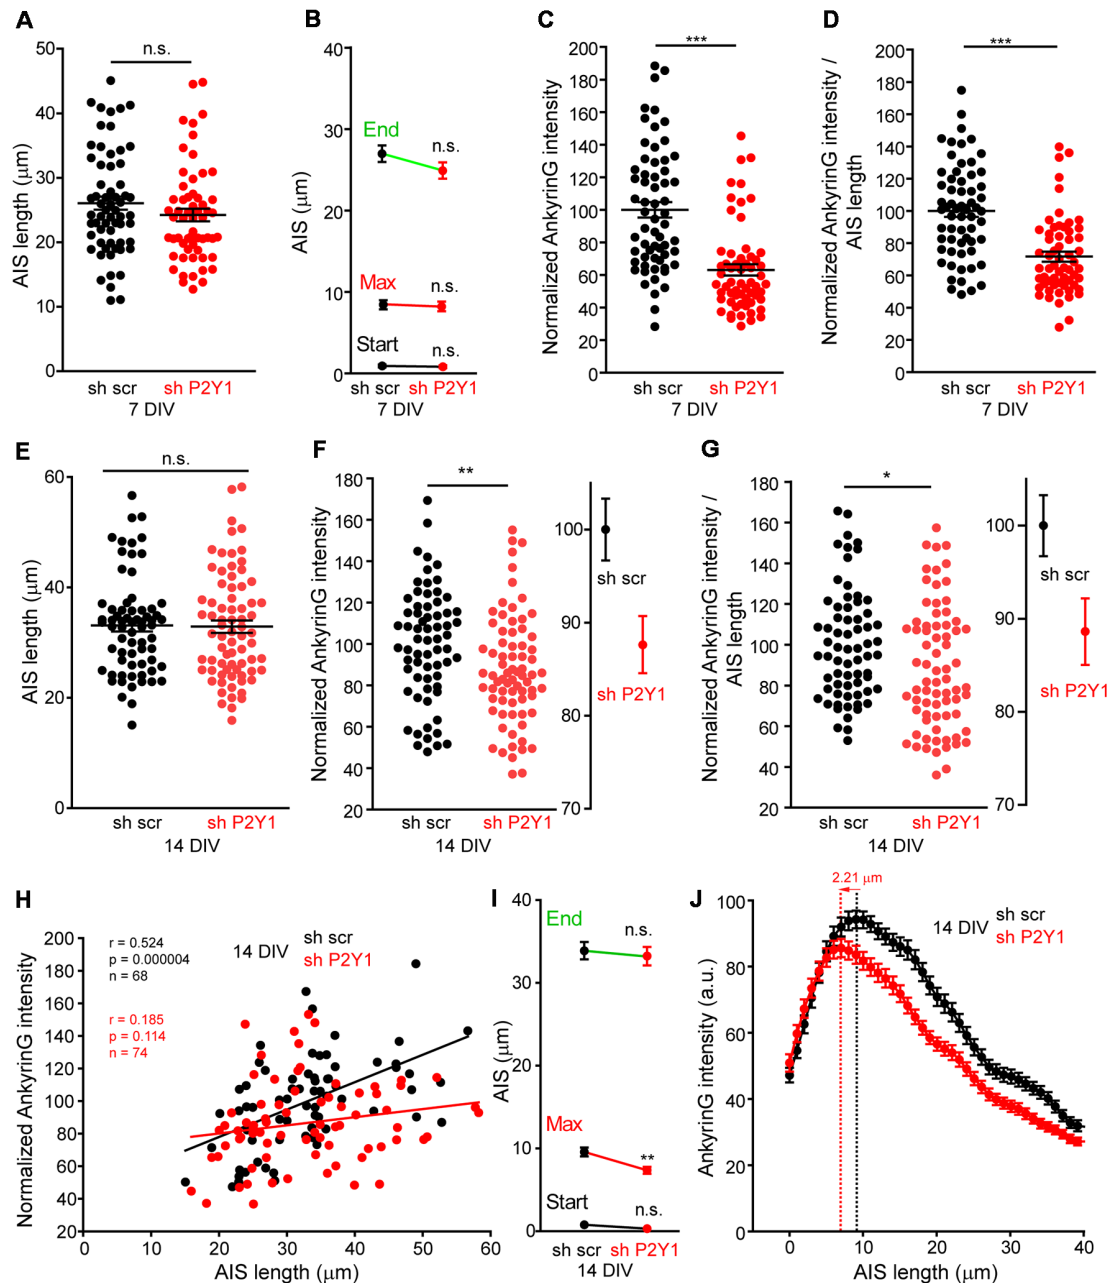 A
AIS length (µm)
50
40
30
20
10
0
n.s.
sh scr
sh P2Y1
7 DIV
B
AIS (µm)
40
30
20
10
0
End
n.s.
Max
n.s.
Start
n.s.
sh scr sh P2Y1
7 DIV
C
Normalized AnkyrinG intensity
200
180
160
140
120
100
80
60
40
20
0
***
sh scr
sh P2Y1
7 DIV
D
Normalized AnkyrinG intensity /
AIS length
200
180
160
140
120
100
80
60
40
20
0
***
sh scr
sh P2Y1
7 DIV
E
AIS length (µm)
60
40
20
0
n.s.
sh scr
sh P2Y1
14 DIV
F
Normalized AnkyrinG intensity
180
160
140
120
100
80
60
40
20
**
sh scr
sh P2Y1
14 DIV
100
90
80
70
sh scr
sh P2Y1
G
Normalized AnkyrinG intensity /
AIS length
180
160
140
120
100
80
60
40
20
*
sh scr
sh P2Y1
14 DIV
100
90
80
70
sh scr
sh P2Y1
H
Normalized AnkyrinG intensity
200
180
160
140
120
100
80
60
40
20
r = 0.524
p = 0.000004
n = 68
r = 0.185
p = 0.114
n = 74
14 DIV
sh scr
sh P2Y1
0
10
20
30
40
50
60
AIS length (µm)
I
AIS (µm)
40
30
20
10
0
End
n.s.
Max
**
Start
n.s.
sh scr sh P2Y1
14 DIV
J
AnkyrinG intensity (a.u.)
100
80
60
40
20
0
2.21 µm
14 DIV
sh scr
sh P2Y1
0
10
20
30
40
AIS length (µm)